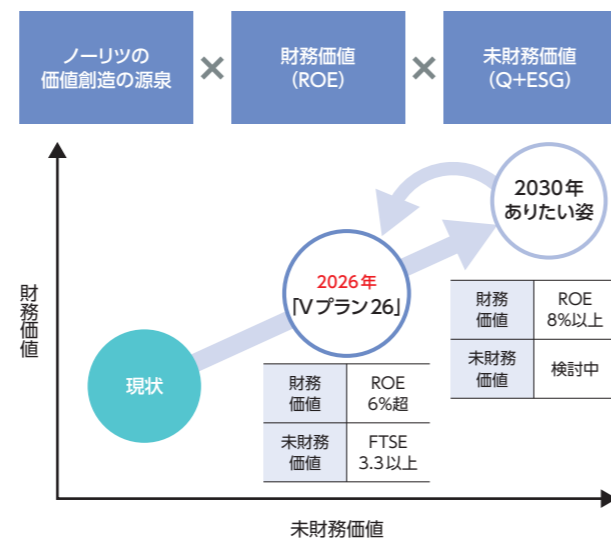 ノーリツの
価値創造の源泉
×
財務価値
(ROE)
×
未財務価値
(Q+ESG)
財務価値
2030年
ありたい姿
2026年
「Vプラン26」
現状
財務
価値
ROE
8%以上
未財務
価値
検討中
財務
価値
ROE
6%超
未財務
価値
FTSE
3.3以上
未財務価値